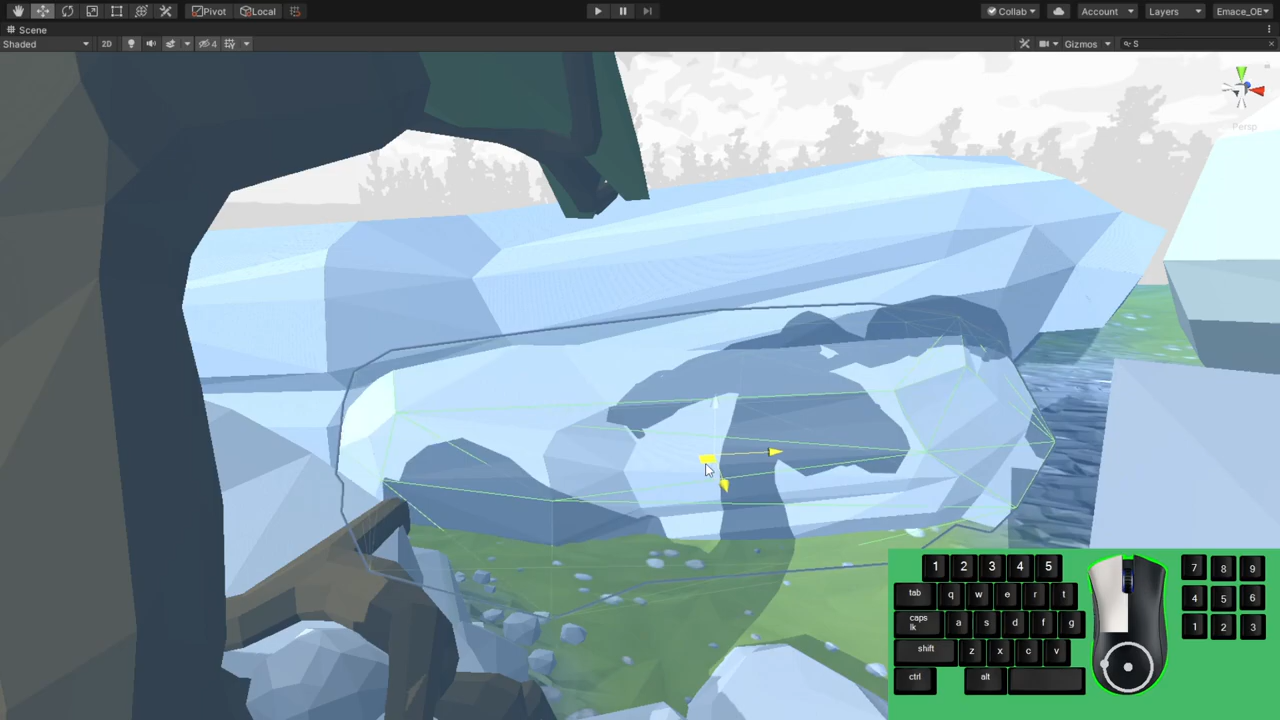 Pivot Local Collab Account Layers Emace_OE
Scene
Shaded 2D 4 Gizmos S
Persp
1 2 3 4 5 7 8 9
tab q w e r t 4 5 6
caps lk a s d f g 1 2 3
shift z x c v
ctrl alt